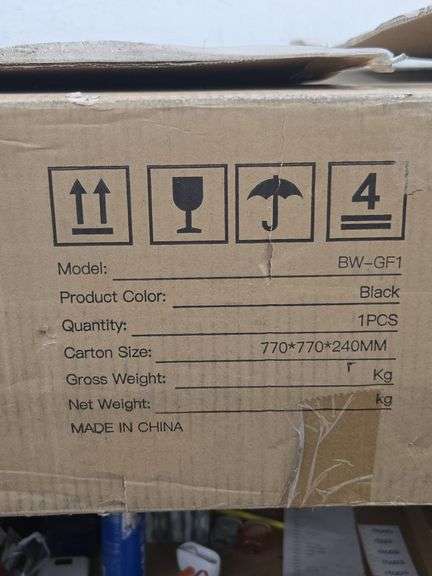 4
Model: BW-GF1
Product Color: Black
Quantity: 1PCS
Carton Size: 770*770*240MM
Gross Weight: Kg
Net Weight: kg
MADE IN CHINA